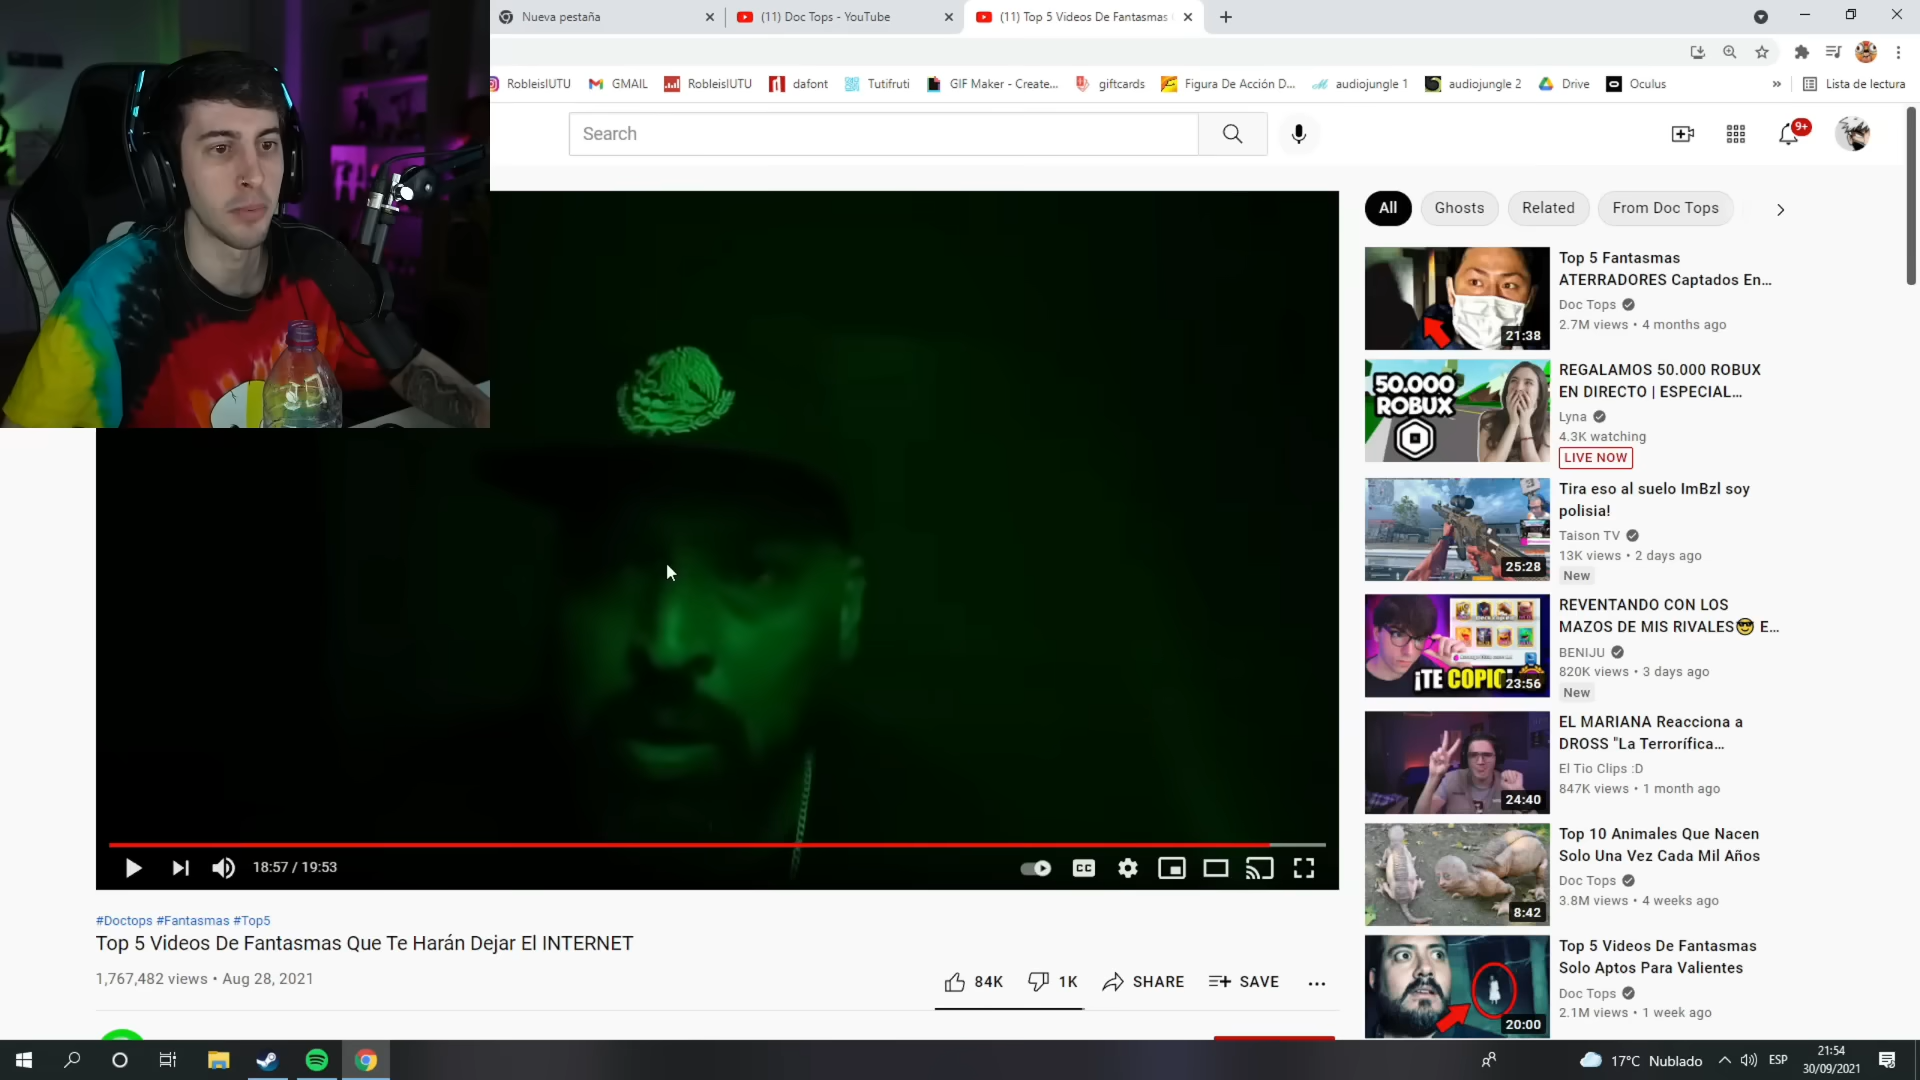 Nueva pestaña
(11) Doc Tops - YouTube
(11) Top 5 Videos De Fantasmas
RobleisIUTU
GMAIL
RobleisIUTU
dafont
Tutifruti
GIF Maker - Create...
giftcards
Figura De Acción D...
audiojungle 1
audiojungle 2
Drive
Oculus
»
Lista de lectura
Search
9+
All
Ghosts
Related
From Doc Tops
Top 5 Fantasmas
ATERRADORES Captados En...
Doc Tops
2.7M views • 4 months ago
21:38
50.000
ROBUX
REGALAMOS 50.000 ROBUX
EN DIRECTO | ESPECIAL...
Lyna
4.3K watching
LIVE NOW
Tira eso al suelo ImBzl soy
polisia!
Taison TV
13K views • 2 days ago
New
25:28
REVENTANDO CON LOS
MAZOS DE MIS RIVALES😎 E...
BENIJU
820K views • 3 days ago
New
¡TE COPIO
23:56
EL MARIANA Reacciona a
DROSS "La Terrorífica...
El Tio Clips :D
847K views • 1 month ago
24:40
Top 10 Animales Que Nacen
Solo Una Vez Cada Mil Años
Doc Tops
3.8M views • 4 weeks ago
8:42
Top 5 Videos De Fantasmas
Solo Aptos Para Valientes
Doc Tops
2.1M views • 1 week ago
20:00
18:57 / 19:53
CC
#Doctops #Fantasmas #Top5
Top 5 Videos De Fantasmas Que Te Harán Dejar El INTERNET
1,767,482 views • Aug 28, 2021
84K
1K
SHARE
SAVE
17°C Nublado
ESP
21:54
30/09/2021